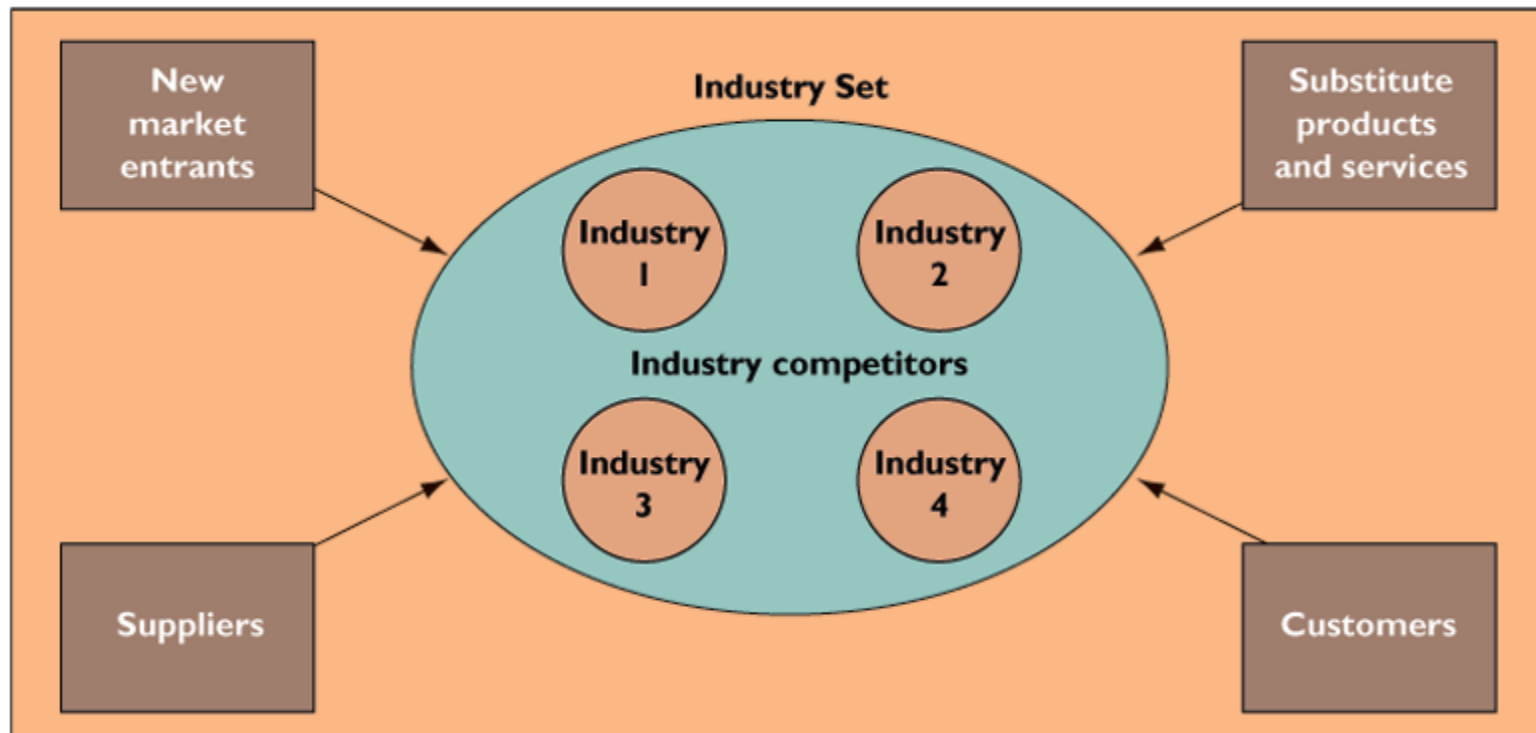 New
market
entrants
Industry Set
Substitute
products
and services
Industry
1
Industry
2
Industry competitors
Industry
3
Industry
4
Suppliers
Customers